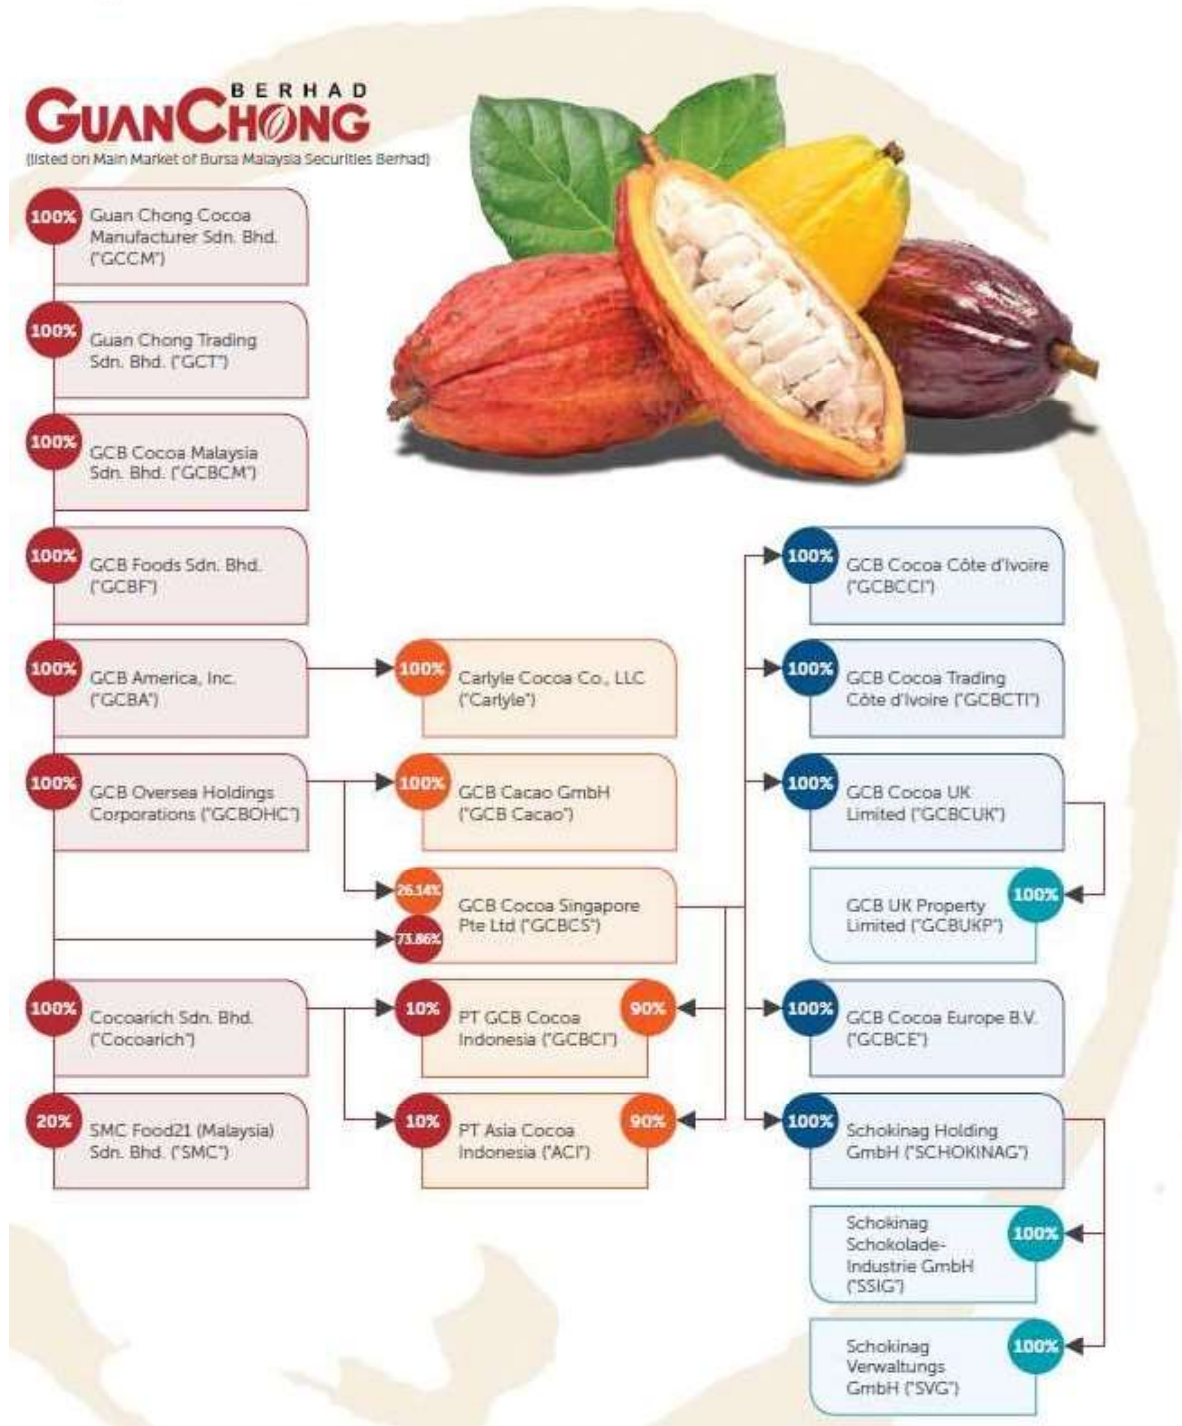 BERHAD
GUANCHONG
(listed on Main Market of Bursa Malaysia Securities Berhad)
100%
Guan Chong Cocoa
Manufacturer Sdn. Bhd.
("GCCM")
100%
Guan Chong Trading
Sdn. Bhd. ("GCT")
100%
GCB Cocoa Malaysia
Sdn. Bhd. ("GCBCM")
100%
GCB Foods Sdn. Bhd.
("GCBF")
100%
GCB America, Inc.
("GCBA")
100%
GCB Oversea Holdings
Corporations ("GCBOHC")
100%
Cocoarich Sdn. Bhd.
("Cocoarich")
20%
SMC Food21 (Malaysia)
Sdn. Bhd. ("SMC")
100%
Carlyle Cocoa Co., LLC
("Carlyle")
100%
GCB Cacao GmbH
("GCB Cacao")
26.14%
73.86%
GCB Cocoa Singapore
Pte Ltd ("GCBCS")
10%
PT GCB Cocoa
Indonesia ("GCBCI")
90%
10%
PT Asia Cocoa
Indonesia ("ACI")
90%
100%
GCB Cocoa Côte d'Ivoire
("GCBCCI")
100%
GCB Cocoa Trading
Côte d'Ivoire ("GCBCTI")
100%
GCB Cocoa UK
Limited ("GCBCUK")
GCB UK Property
Limited ("GCBUKP")
100%
100%
GCB Cocoa Europe B.V.
("GCBCE")
100%
Schokinag Holding
GmbH ("SCHOKINAG")
Schokinag
Schokolade-
Industrie GmbH
("SSIG")
100%
Schokinag
Verwaltungs
GmbH ("SVG")
100%